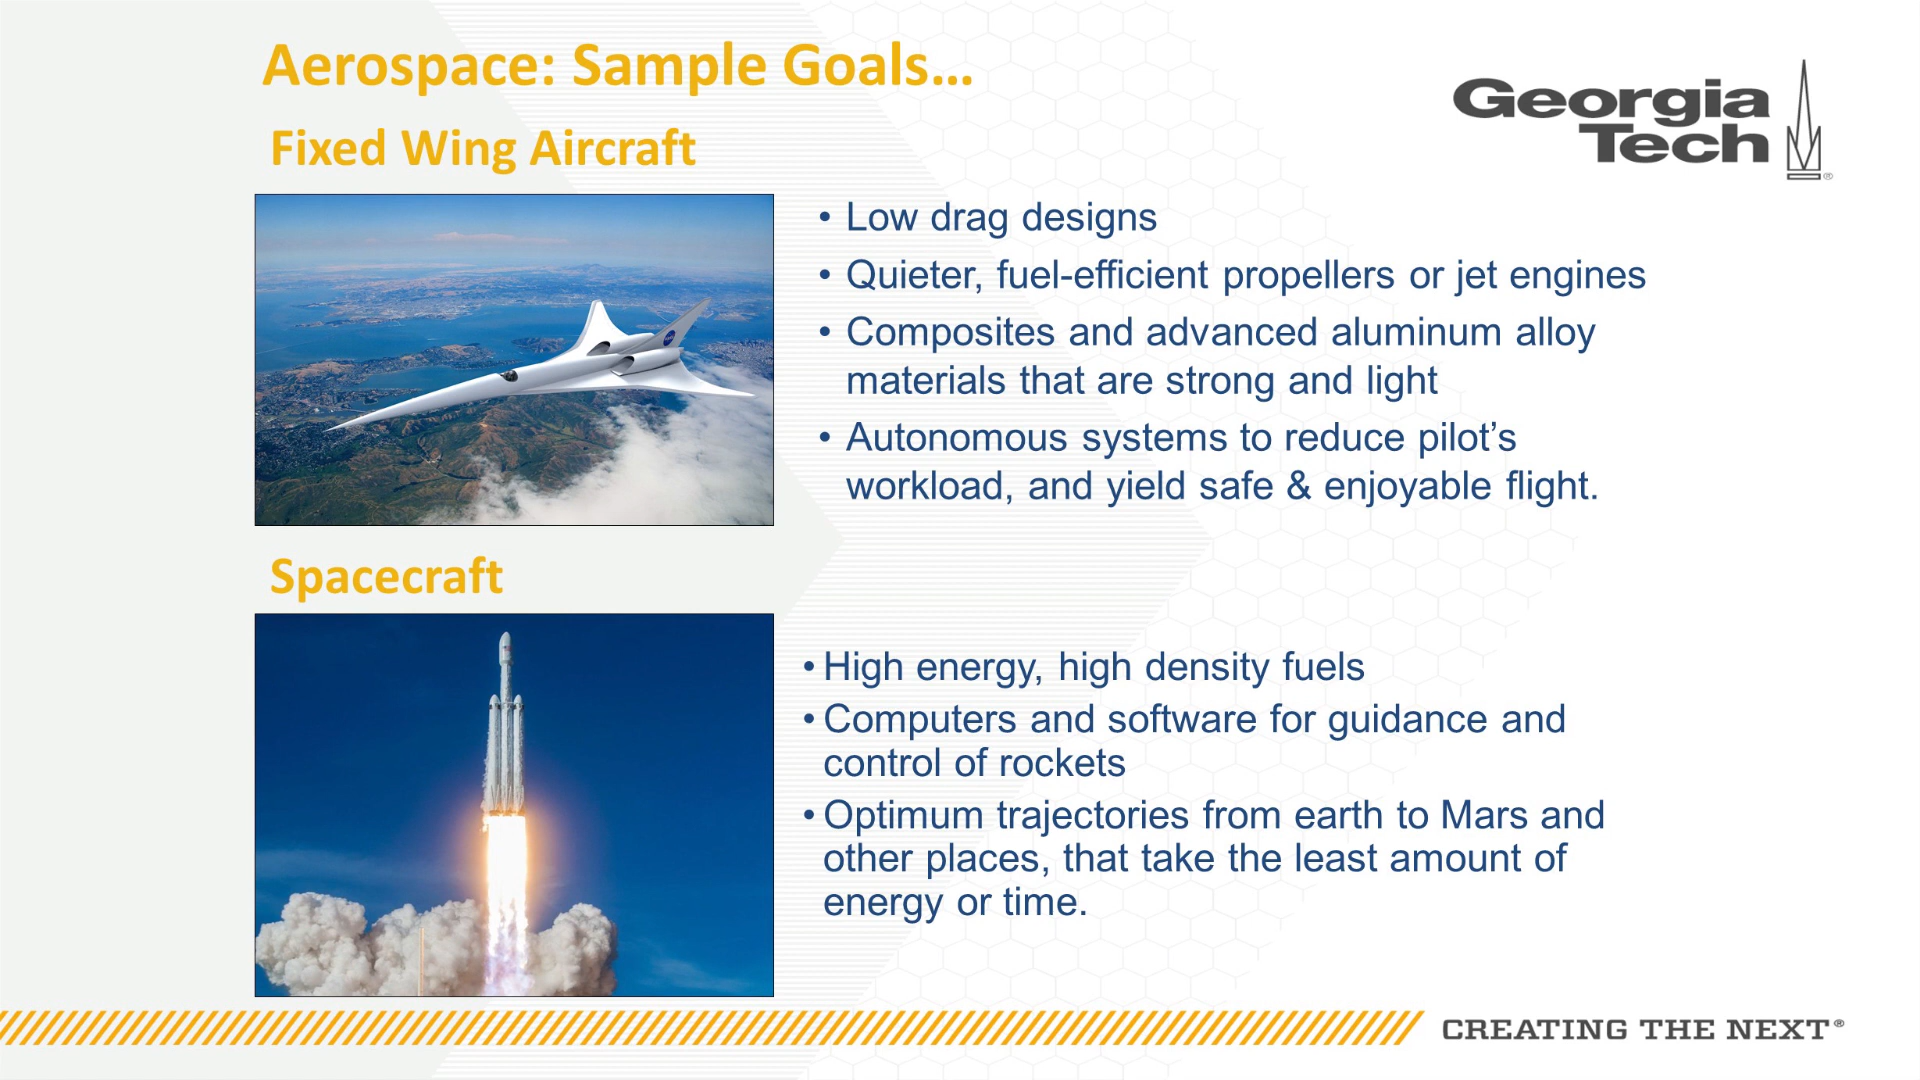 Aerospace: Sample Goals…
Georgia
Tech
®
Fixed Wing Aircraft
• Low drag designs
• Quieter, fuel-efficient propellers or jet engines
• Composites and advanced aluminum alloy
materials that are strong and light
• Autonomous systems to reduce pilot’s
workload, and yield safe & enjoyable flight.
Spacecraft
• High energy, high density fuels
• Computers and software for guidance and
control of rockets
• Optimum trajectories from earth to Mars and
other places, that take the least amount of
energy or time.
CREATING THE NEXT®